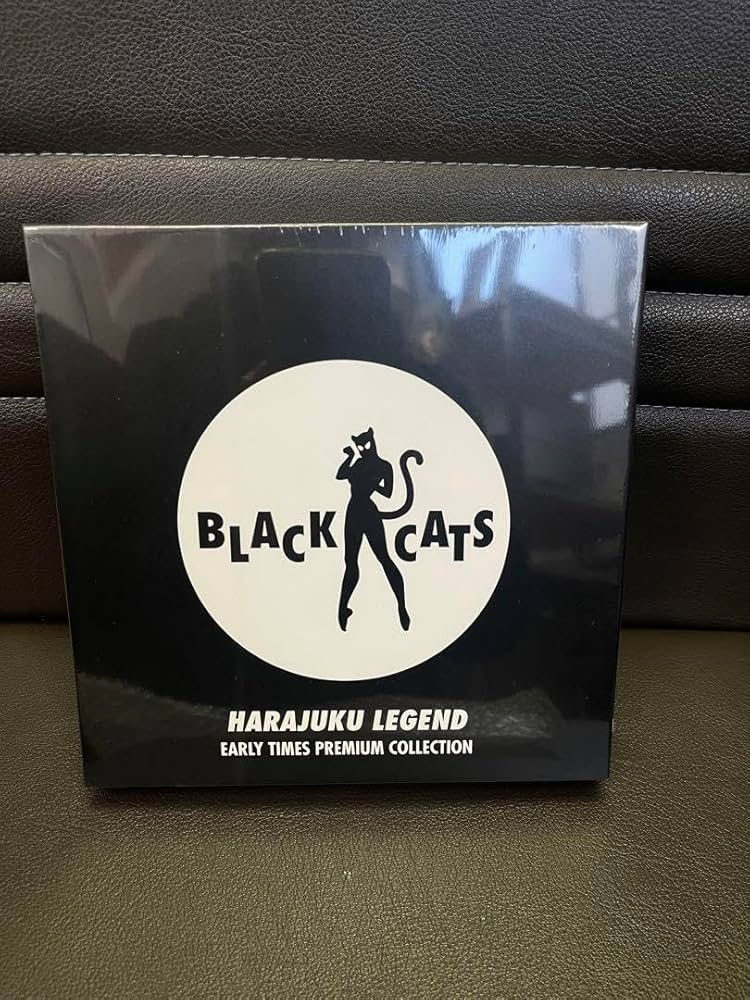 BLACK CATS
HARAJUKU LEGEND
EARLY TIMES PREMIUM COLLECTION